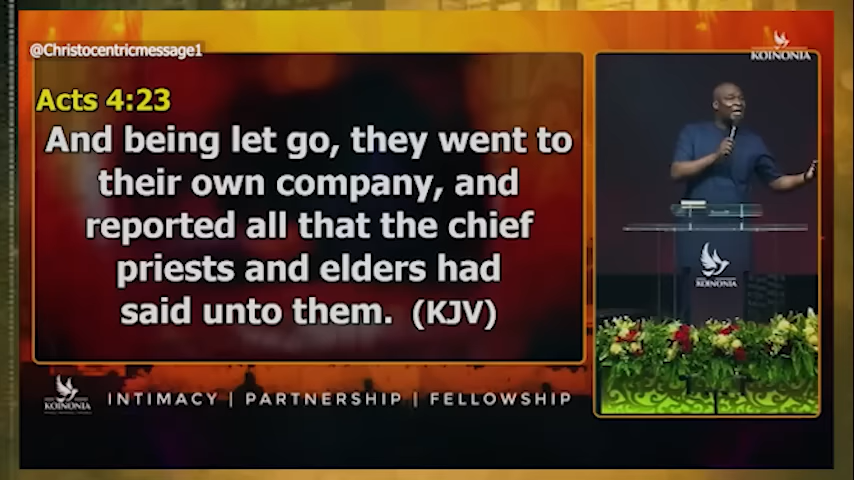 @Christocentricmessage1
KOINONIA
Acts 4:23
And being let go, they went to
their own company, and
reported all that the chief
priests and elders had
said unto them. (KJV)
KOINONIA
KOINONIA
INTIMACY | PARTNERSHIP | FELLOWSHIP